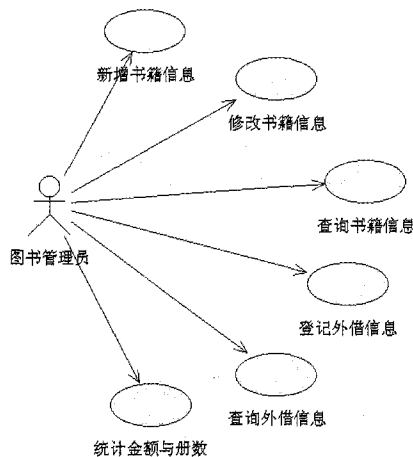 新增书籍信息
修改书籍信息
查询书籍信息
图书管理员
登记外借信息
查询外借信息
统计金额与册数